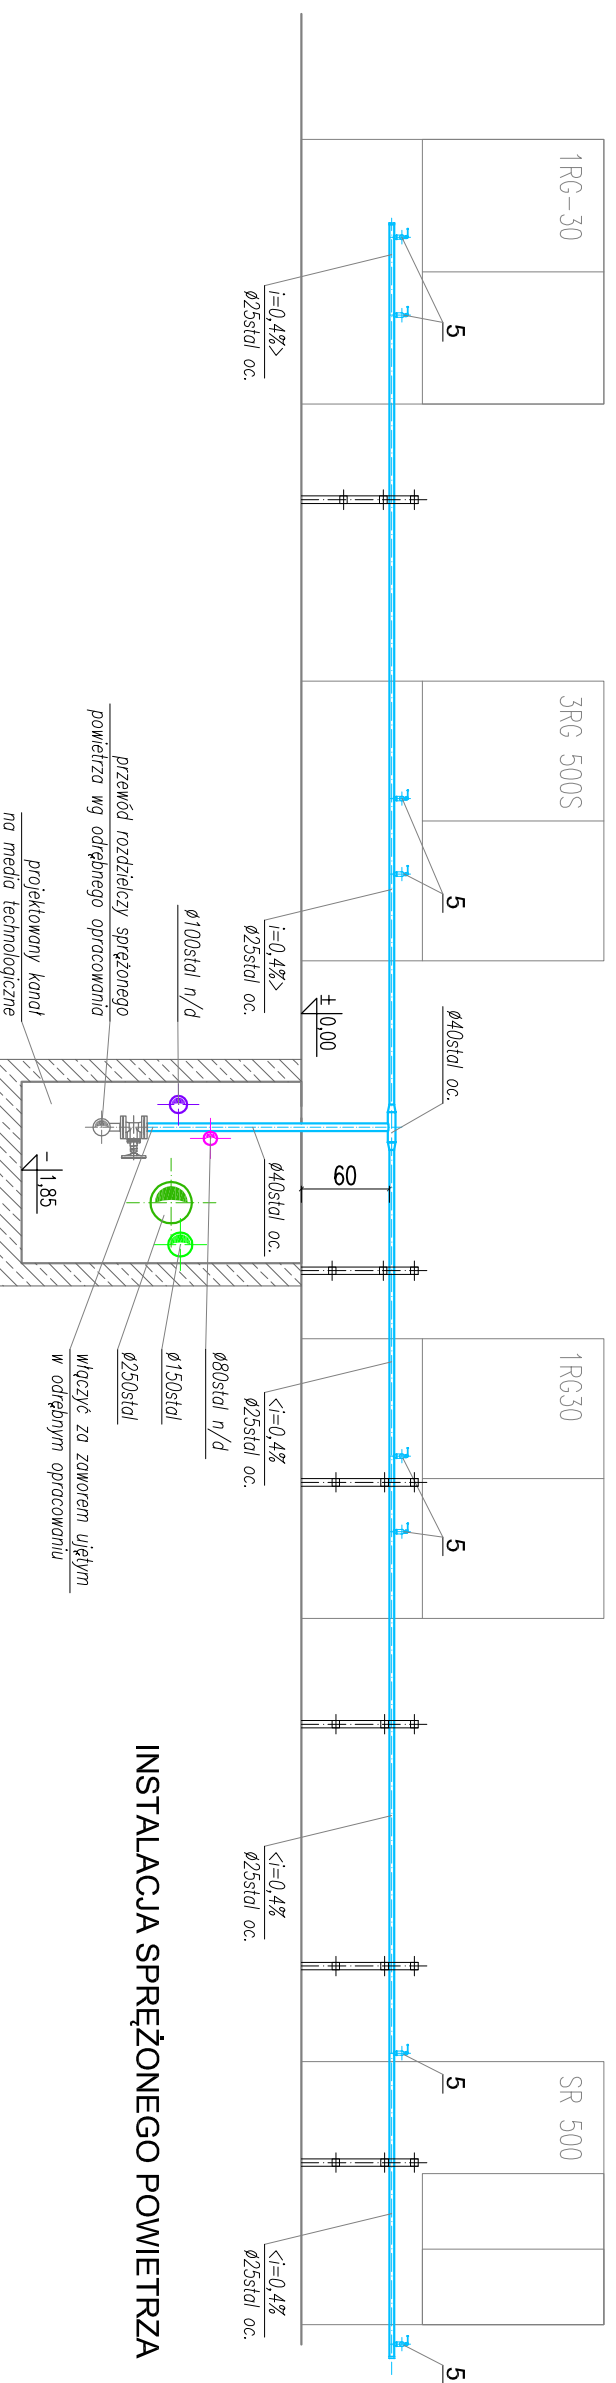 1RG-30
3RG 500S
1RG30
SR 500
5
5
5
5
5
i=0,4%>
Ø25stal oc.
i=0,4%>
Ø25stal oc.
± 0,00
Ø40stal oc.
60
Ø40stal oc.
<i=0,4%
Ø25stal oc.
<i=0,4%
Ø25stal oc.
<i=0,4%
Ø25stal oc.
Ø100stal n/d
przewód rozdzielczy sprężonego
powietrza wg odrębnego opracowania
projektowany kanał
na media technologiczne
- 1,85
Ø80stal n/d
Ø150stal
Ø250stal
włączyć za zaworem ujętym
w odrębnym opracowaniu
INSTALACJA SPRĘŻONEGO POWIETRZA